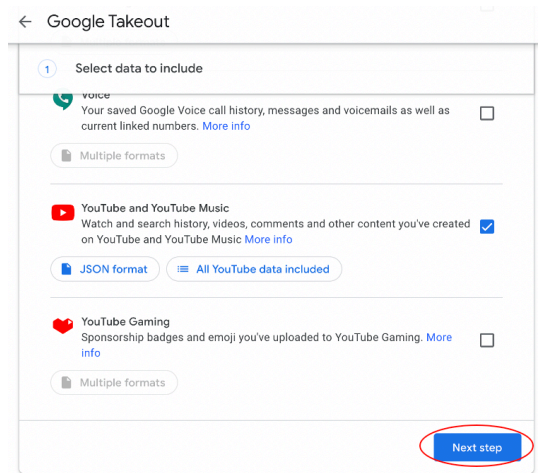 Google Takeout
1 Select data to include
Voice
Your saved Google Voice call history, messages and voicemails as well as
current linked numbers. More info
Multiple formats
YouTube and YouTube Music
Watch and search history, videos, comments and other content you've created
on YouTube and YouTube Music More info
JSON format All YouTube data included
YouTube Gaming
Sponsorship badges and emoji you've uploaded to YouTube Gaming. More
info
Multiple formats
Next step